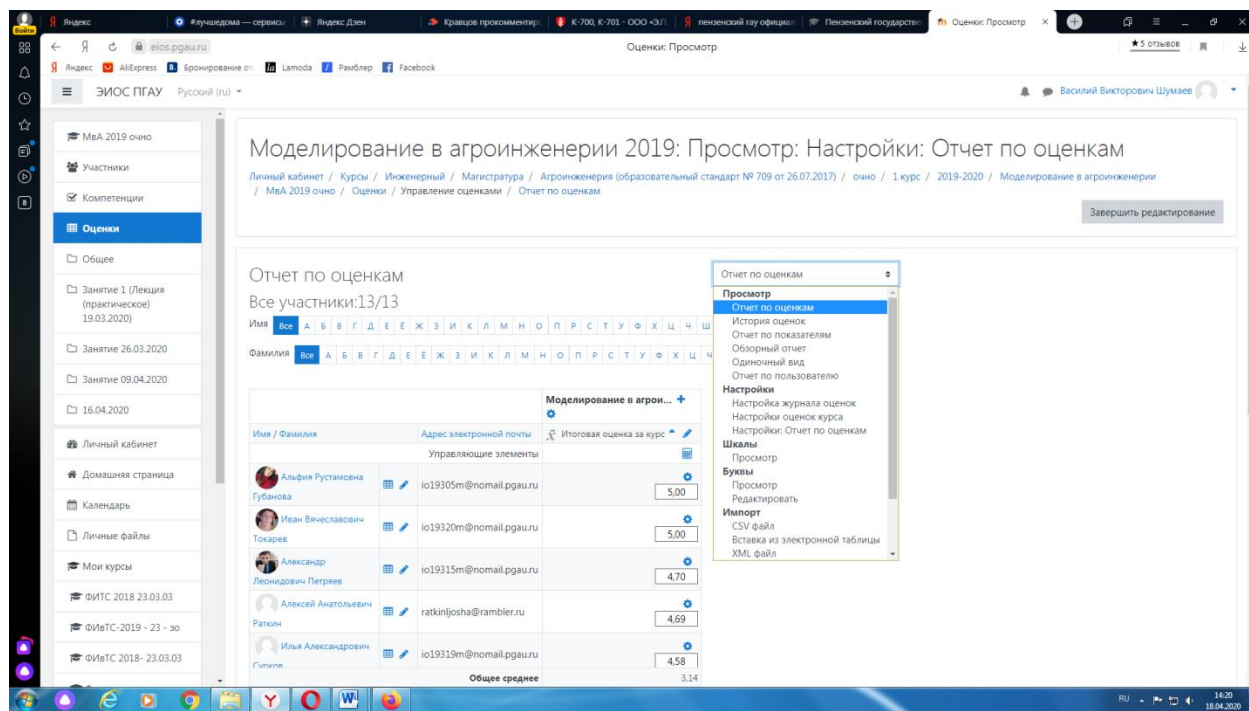 Войти
Яндекс
#лучшедома — сервисы
Яндекс Дзен
Кравцов прокомментиро
К-700, К-701 - ООО «ЭЛ
пензенский гау официал
Пензенский государстве
Оценки: Просмотр
eios.pgau.ru
Оценки: Просмотр
★5 отзывов
Яндекс
AliExpress
Бронирование от
Lamoda
Рамблер
Facebook
ЭИОС ПГАУ
Русский (ru)
Василий Викторович Шумаев
МвА 2019 очно
Участники
Компетенции
Оценки
Общее
Занятие 1 (Лекция
(практическое)
19.03.2020)
Занятие 26.03.2020
Занятие 09.04.2020
16.04.2020
Личный кабинет
Домашняя страница
Календарь
Личные файлы
Мои курсы
ФИТС 2018 23.03.03
ФИвТС-2019 - 23 - зо
ФИвТС 2018- 23.03.03
Моделирование в агроинженерии 2019: Просмотр: Настройки: Отчет по оценкам
Личный кабинет / Курсы / Инженерный / Магистратура / Агроинженерия (образовательный стандарт № 709 от 26.07.2017) / очно / 1 курс / 2019-2020 / Моделирование в агроинженерии
/ МвА 2019 очно / Оценки / Управление оценками / Отчет по оценкам
Завершить редактирование
Отчет по оценкам
Все участники:13/13
Имя Все А Б В Г Д Е Ё Ж З И К Л М Н О П Р С Т У Ф Х Ц Ч Ш
Фамилия Все А Б В Г Д Е Ё Ж З И К Л М Н О П Р С Т У Ф Х Ц Ч
Моделирование в агрои...
Имя / Фамилия Адрес электронной почты Итоговая оценка за курс
Управляющие элементы
Альфия Рустамовна
Губанова
io19305m@nomail.pgau.ru
5,00
Иван Вячеславович
Токарев
io19320m@nomail.pgau.ru
5,00
Александр
Леонидович Петряев
io19315m@nomail.pgau.ru
4,70
Алексей Анатольевич
Раткин
ratkinljosha@rambler.ru
4,69
Илья Александрович
Супков
io19319m@nomail.pgau.ru
4,58
Общее среднее 3.14
Отчет по оценкам
Просмотр
Отчет по оценкам
История оценок
Отчет по показателям
Обзорный отчет
Одиночный вид
Отчет по пользователю
Настройки
Настройка журнала оценок
Настройки оценок курса
Настройки: Отчет по оценкам
Шкалы
Просмотр
Буквы
Просмотр
Редактировать
Импорт
CSV файл
Вставка из электронной таблицы
XML файл
RU
14:20
18.04.2020